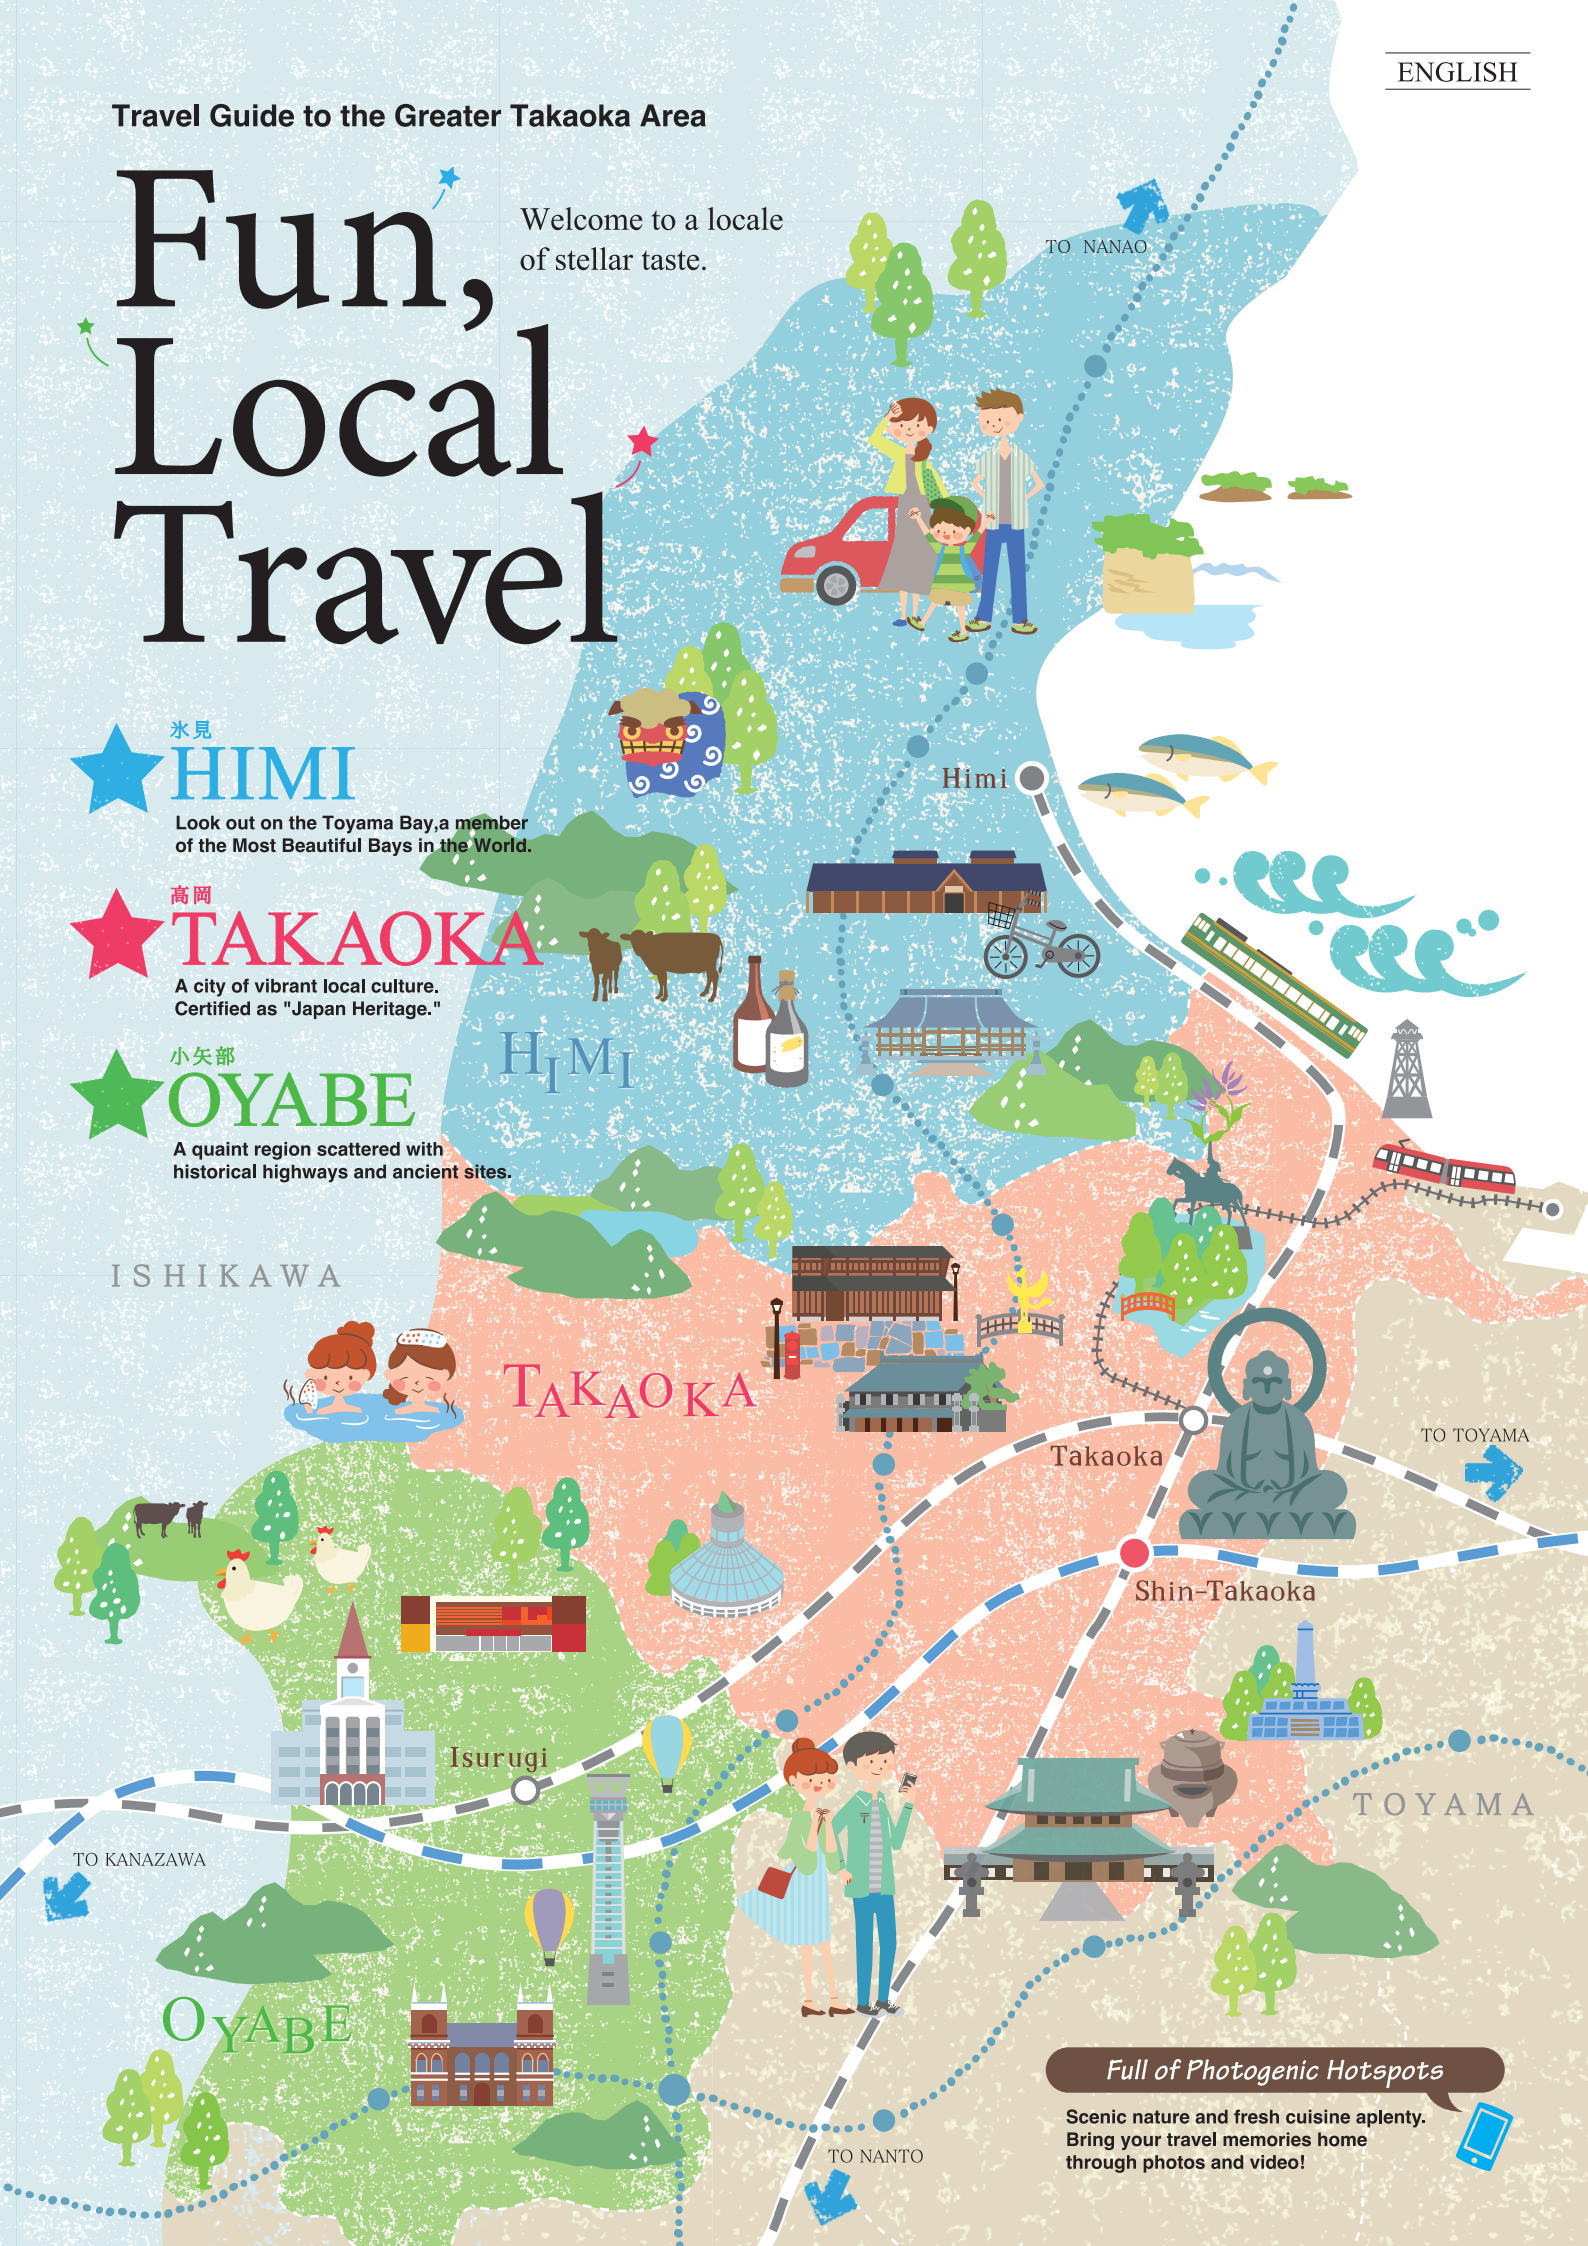 ENGLISH
Travel Guide to the Greater Takaoka Area
Fun,
Local
Travel
Welcome to a locale
of stellar taste.
TO NANAO
氷見
HIMI
Look out on the Toyama Bay,a member
of the Most Beautiful Bays in the World.
高岡
TAKAOKA
A city of vibrant local culture.
Certified as "Japan Heritage."
小矢部
OYABE
A quaint region scattered with
historical highways and ancient sites.
Himi
HIMI
ISHIKAWA
TAKAOKA
Takaoka
TO TOYAMA
Shin-Takaoka
Isurugi
TOYAMA
TO KANAZAWA
OYABE
TO NANTO
Full of Photogenic Hotspots
Scenic nature and fresh cuisine aplenty.
Bring your travel memories home
through photos and video!